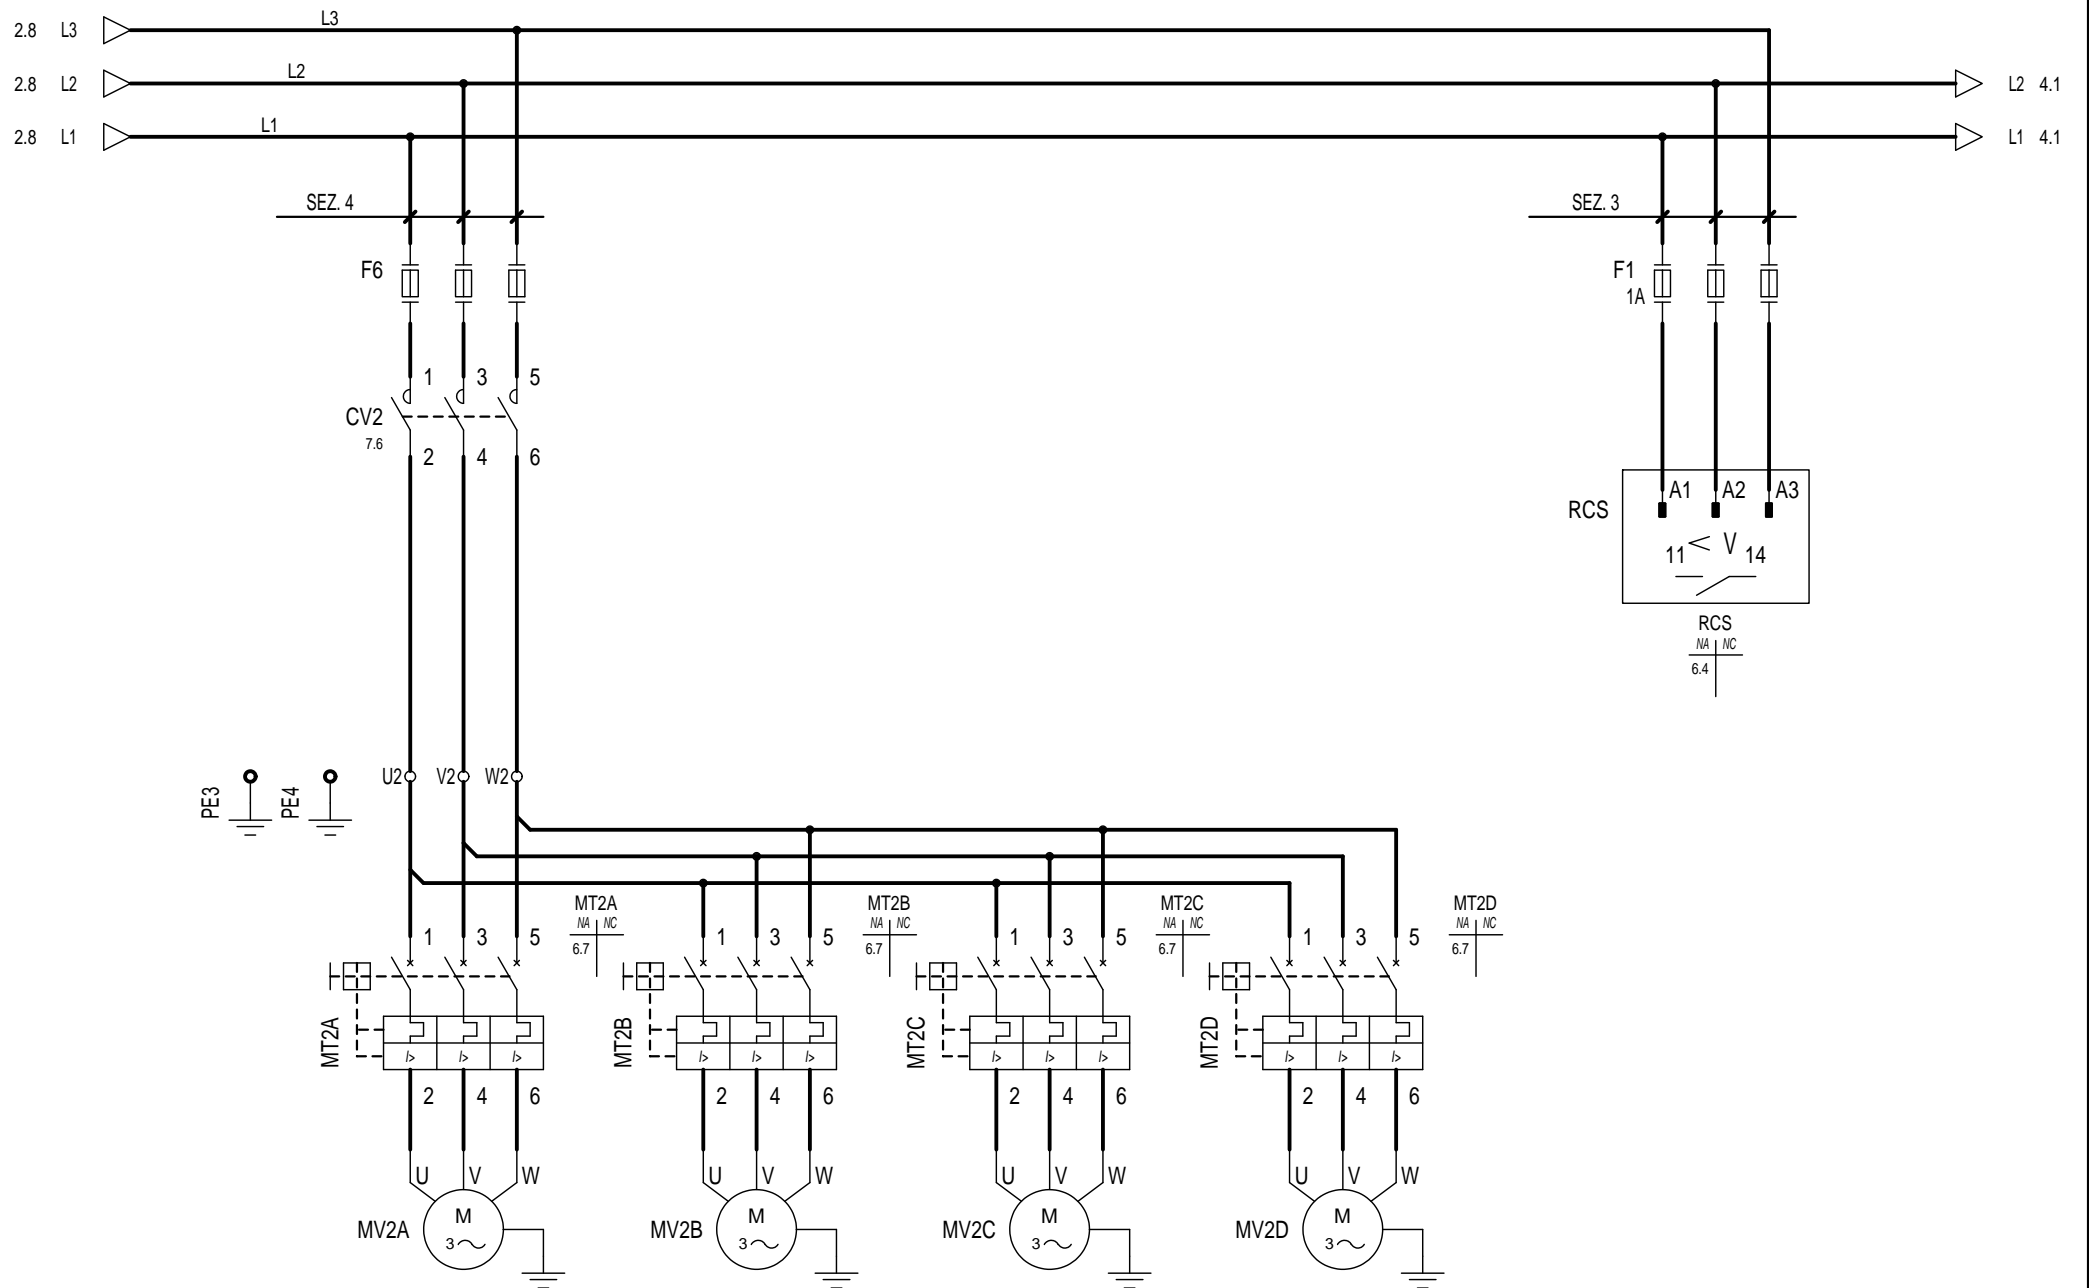 2.8 L3 L3
2.8 L2 L2 L2 4.1
2.8 L1 L1 L1 4.1
SEZ. 4 SEZ. 3
F6 F1
1A
1 3 5
CV2
7.6
2 4 6
A1 A2 A3
RCS
11 < V 14
RCS
NA NC
6.4
PE3 PE4 U2 V2 W2
MT2A MT2B MT2C MT2D
NA NC NA NC NA NC NA NC
1 3 5 1 3 5 1 3 5 1 3 5
6.7 6.7 6.7 6.7
MT2A MT2B MT2C MT2D
I> I> I> I> I> I> I> I> I> I> I> I>
2 4 6 2 4 6 2 4 6 2 4 6
U V W U V W U V W U V W
M M M M
MV2A MV2B MV2C MV2D
3~ 3~ 3~ 3~